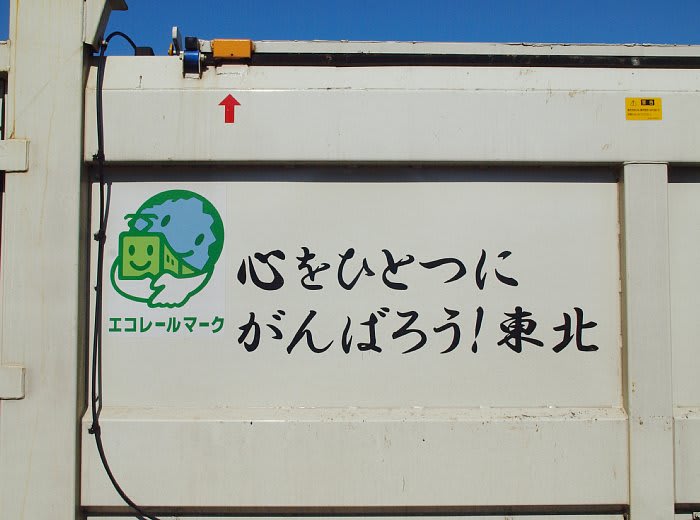 心をひとつに
がんばろう!東北
エコレールマーク